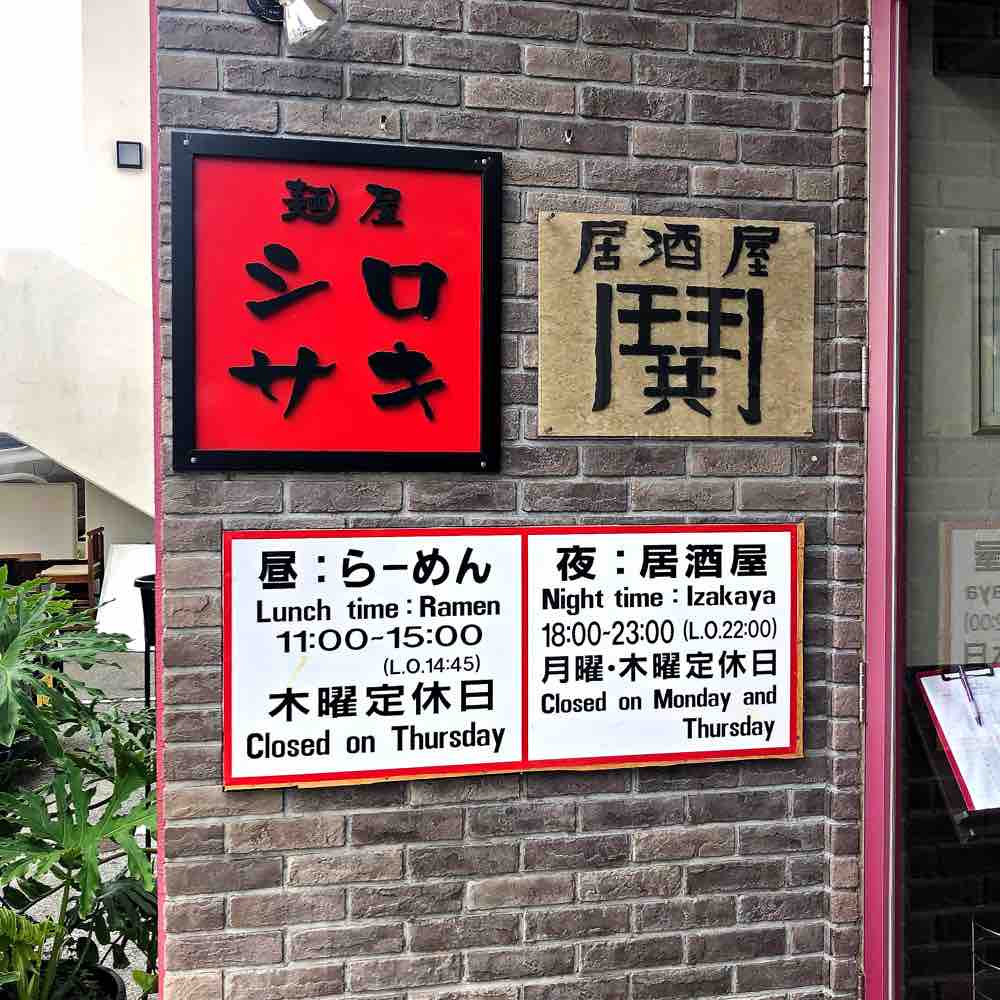 麺屋
シロ
サキ
居酒屋
鬨
昼：らーめん
Lunch time：Ramen
11:00-15:00
(L.O.14:45)
木曜定休日
Closed on Thursday
夜：居酒屋
Night time：Izakaya
18:00-23:00 (L.O.22:00)
月曜・木曜定休日
Closed on Monday and
Thursday